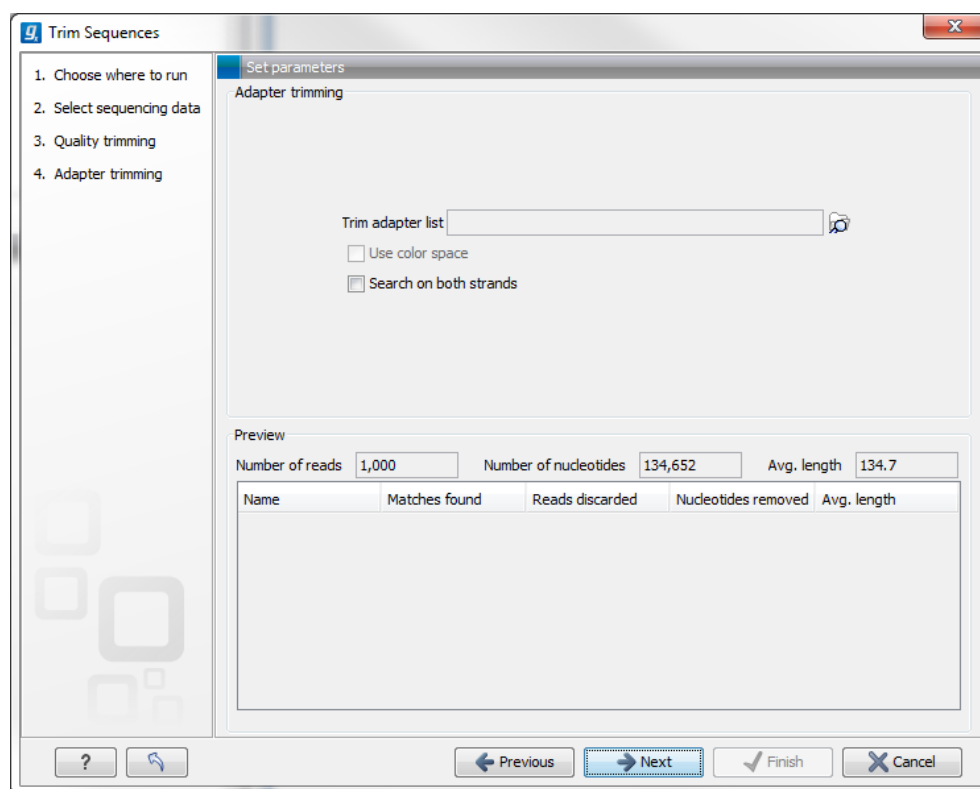 Trim Sequences
1. Choose where to run
2. Select sequencing data
3. Quality trimming
4. Adapter trimming
Set parameters
Adapter trimming
Trim adapter list
Use color space
Search on both strands
Preview
Number of reads 1,000 Number of nucleotides 134,652 Avg. length 134.7
Name Matches found Reads discarded Nucleotides removed Avg. length
? Previous Next Finish Cancel